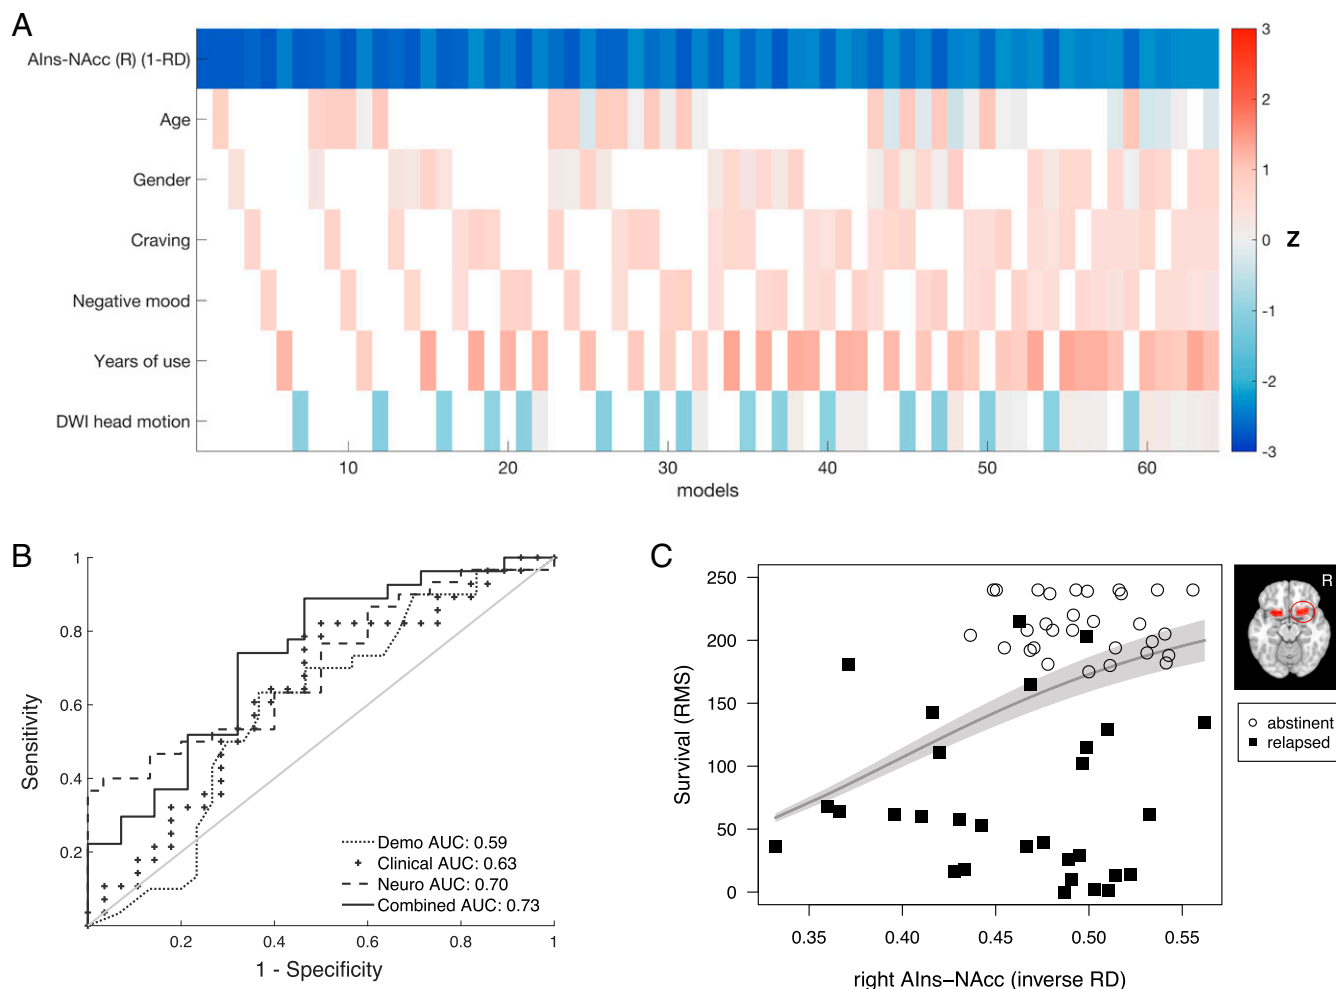 A
AIns-NAcc (R) (1-RD)
Age
Gender
Craving
Negative mood
Years of use
DWI head motion
10
20
30
40
50
60
models
3
2
1
0
-1
-2
-3
Z
B
1
0.8
0.6
0.4
0.2
Sensitivity
0.2
0.4
0.6
0.8
1
1 - Specificity
Demo AUC: 0.59
Clinical AUC: 0.63
Neuro AUC: 0.70
Combined AUC: 0.73
C
250
200
150
100
50
0
Survival (RMS)
0.35
0.40
0.45
0.50
0.55
right AIns–NAcc (inverse RD)
R
abstinent
relapsed